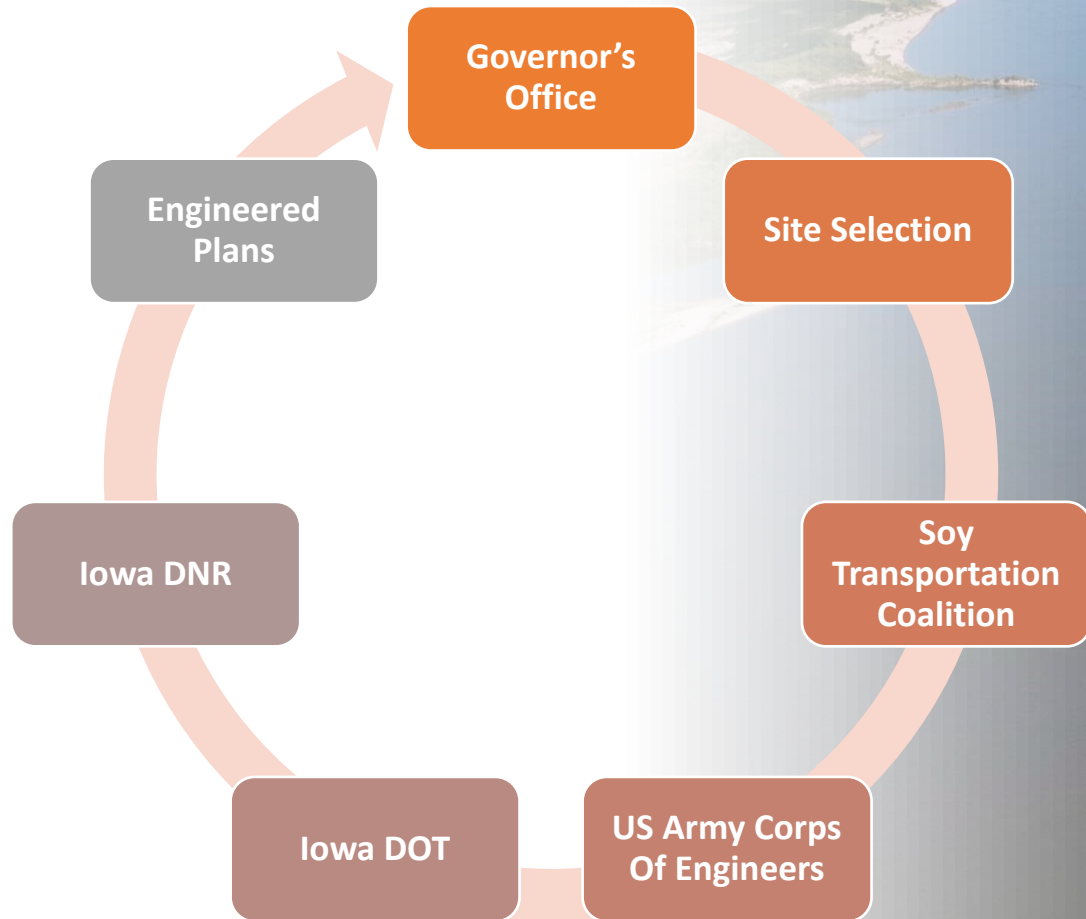 Governor’s
Office
Site Selection
Soy
Transportation
Coalition
US Army Corps
Of Engineers
Iowa DOT
Iowa DNR
Engineered
Plans